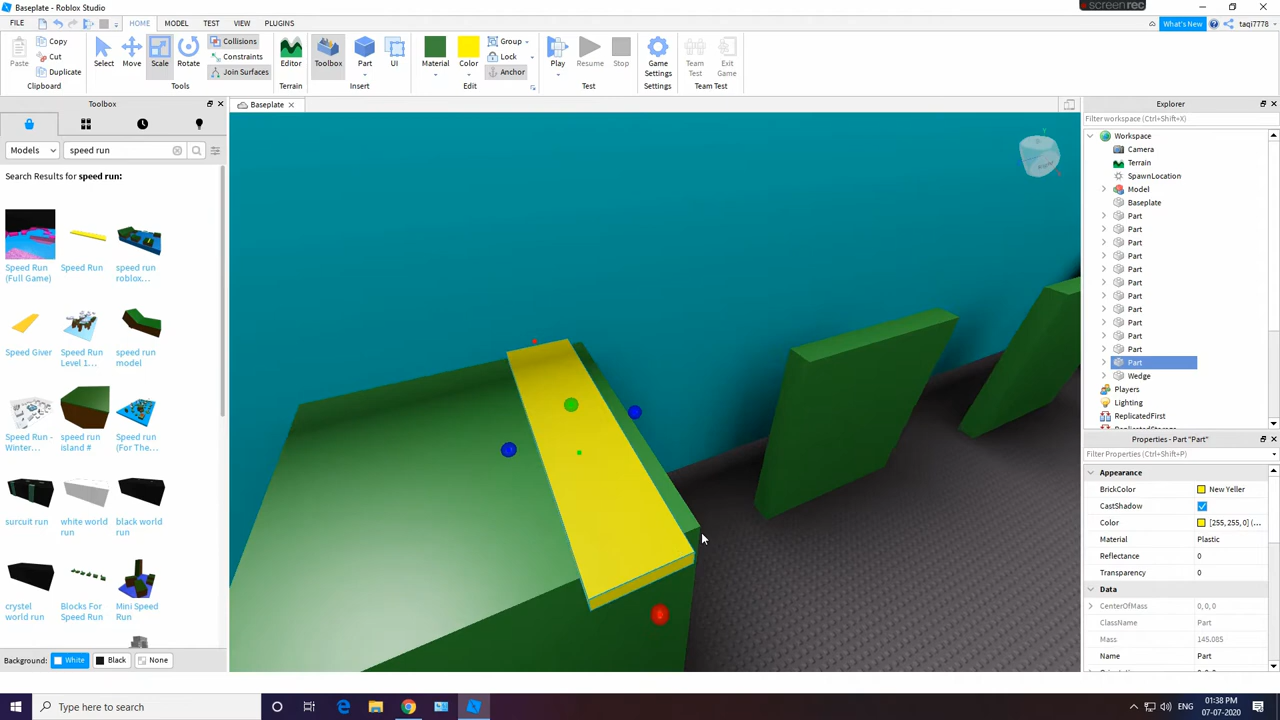 Baseplate - Roblox Studio
SCREENREC
FILE
HOME MODEL TEST VIEW PLUGINS
What's New taqi7778
Paste
Copy
Cut
Duplicate
Clipboard
Select Move Scale Rotate
Collisions
Constraints
Join Surfaces
Tools
Editor
Terrain
Toolbox Part UI
Insert
Material Color
Group
Lock
Anchor
Edit
Play Resume Stop
Test
Game
Settings
Settings
Team
Test
Exit
Game
Team Test
Toolbox
Models
speed run
Search Results for speed run:
Speed Run
(Full Game)
Speed Run
speed run
roblox...
Speed Giver
Speed Run
Level 1...
speed run
model
Speed Run -
Winter...
speed run
island #
Speed run
(For The...
surcuit run
white world
run
black world
run
crystel
world run
Blocks For
Speed Run
Mini Speed
Run
Background: White Black None
Baseplate
Explorer
Filter workspace (Ctrl+Shift+X)
Workspace
Camera
Terrain
SpawnLocation
Model
Baseplate
Part
Part
Part
Part
Part
Part
Part
Part
Part
Part
Part
Part
Wedge
Players
Lighting
ReplicatedFirst
Properties - Part "Part"
Filter Properties (Ctrl+Shift+P)
Appearance
BrickColor New Yeller
CastShadow
Color [255, 255, 0] (...
Material Plastic
Reflectance 0
Transparency 0
Data
CenterOfMass 0, 0, 0
ClassName Part
Mass 145.085
Name Part
Type here to search
ENG
01:38 PM
07-07-2020